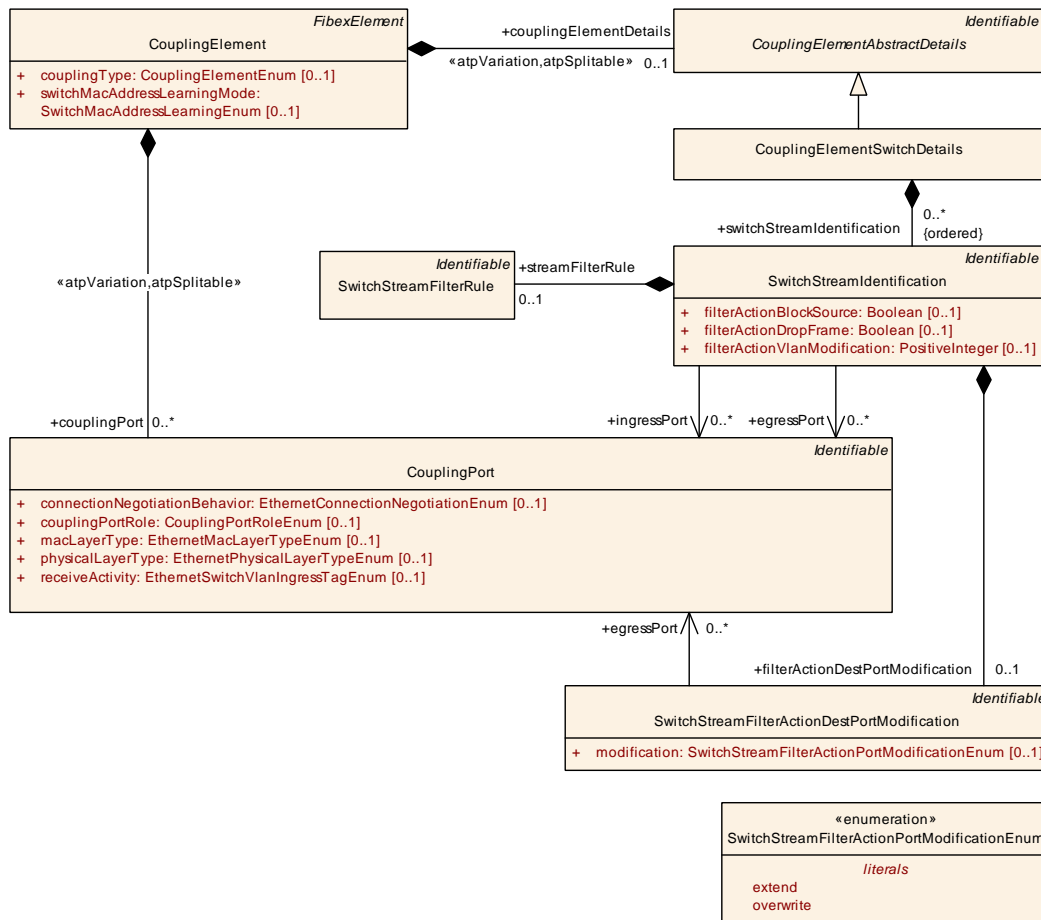 FibexElement
CouplingElement
+ couplingType: CouplingElementEnum [0..1]
+ switchMacAddressLearningMode:
SwitchMacAddressLearningEnum [0..1]
+couplingElementDetails
«atpVariation,atpSplitable» 0..1
Identifiable
CouplingElementAbstractDetails
CouplingElementSwitchDetails
+switchStreamIdentification
0..*
{ordered}
«atpVariation,atpSplitable»
Identifiable
SwitchStreamFilterRule
+streamFilterRule
0..1
Identifiable
SwitchStreamIdentification
+ filterActionBlockSource: Boolean [0..1]
+ filterActionDropFrame: Boolean [0..1]
+ filterActionVlanModification: PositiveInteger [0..1]
+couplingPort 0..*
+ingressPort 0..*
+egressPort 0..*
Identifiable
CouplingPort
+ connectionNegotiationBehavior: EthernetConnectionNegotiationEnum [0..1]
+ couplingPortRole: CouplingPortRoleEnum [0..1]
+ macLayerType: EthernetMacLayerTypeEnum [0..1]
+ physicalLayerType: EthernetPhysicalLayerTypeEnum [0..1]
+ receiveActivity: EthernetSwitchVlanIngressTagEnum [0..1]
+egressPort 0..*
+filterActionDestPortModification 0..1
Identifiable
SwitchStreamFilterActionDestPortModification
+ modification: SwitchStreamFilterActionPortModificationEnum [0..1]
«enumeration»
SwitchStreamFilterActionPortModificationEnum
literals
extend
overwrite